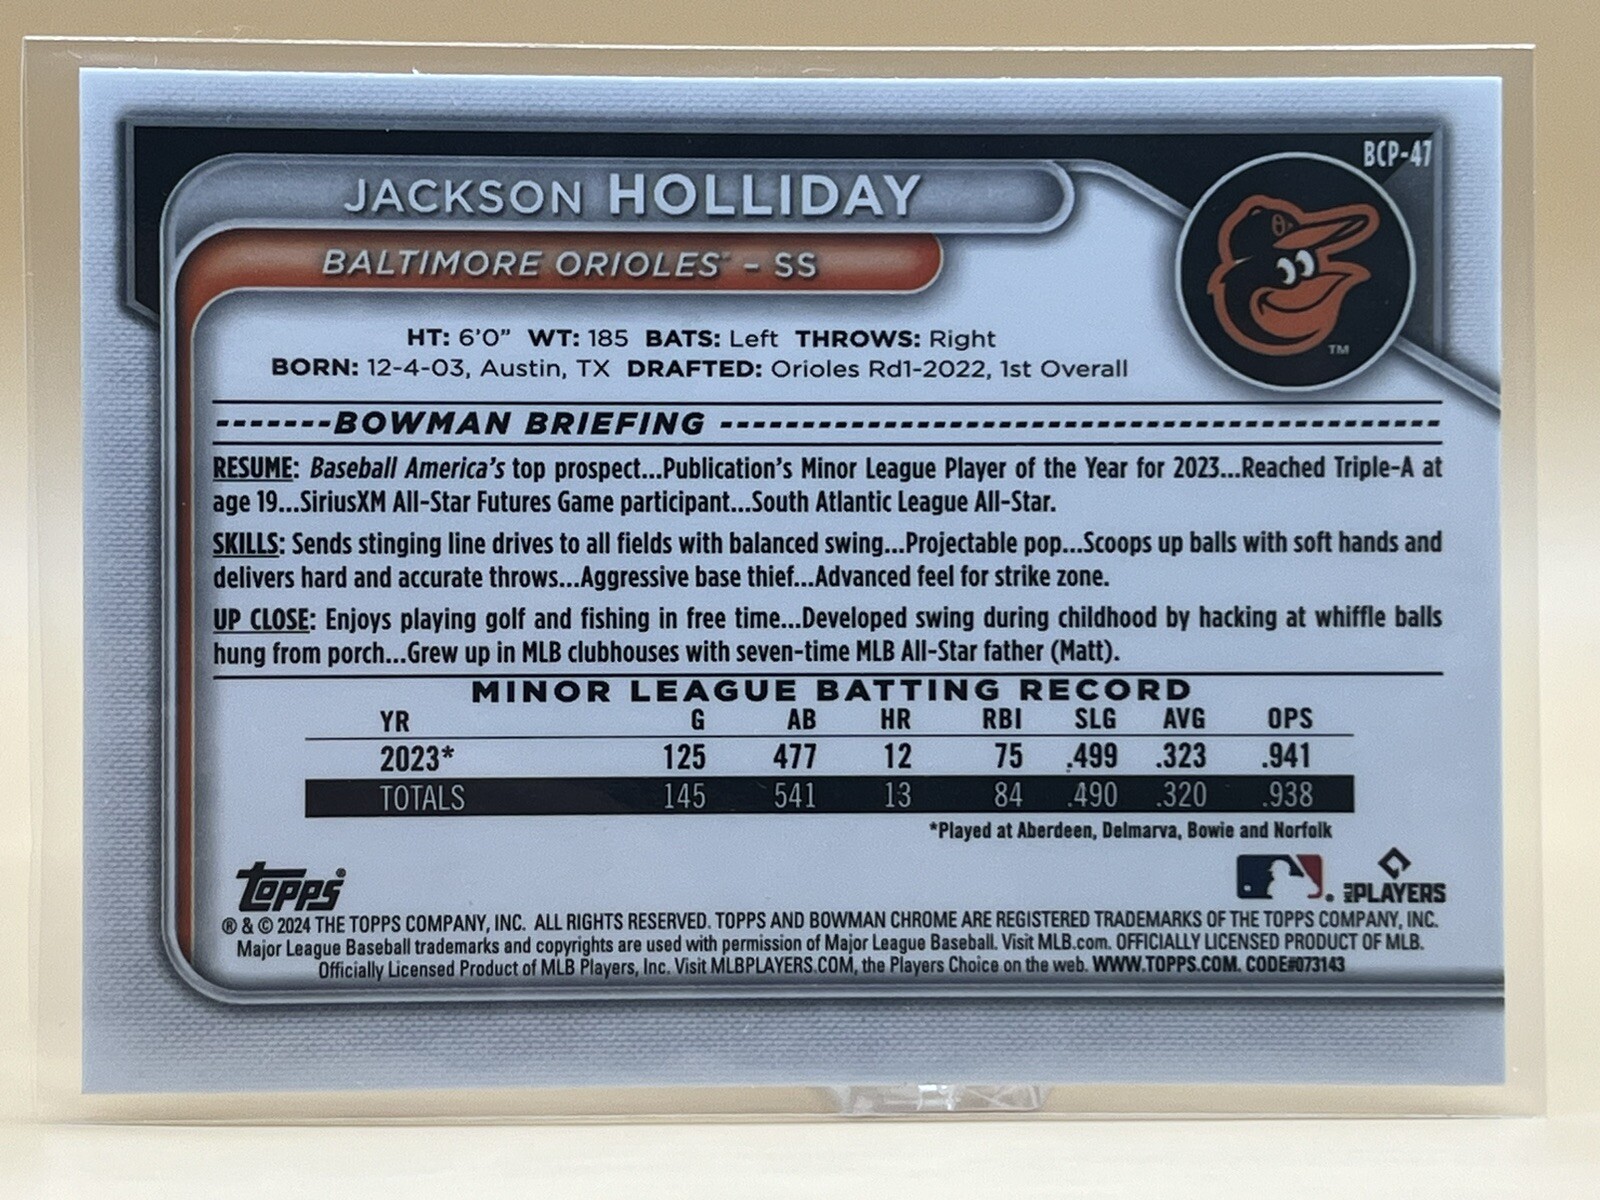 BCP-47
JACKSON HOLLIDAY
BALTIMORE ORIOLES - SS
HT: 6'0" WT: 185 BATS: Left THROWS: Right
BORN: 12-4-03, Austin, TX DRAFTED: Orioles Rd1-2022, 1st Overall
TM
-------BOWMAN BRIEFING --------------------------------------------
RESUME: Baseball America's top prospect...Publication's Minor League Player of the Year for 2023...Reached Triple-A at
age 19...SiriusXM All-Star Futures Game participant...South Atlantic League All-Star.
SKILLS: Sends stinging line drives to all fields with balanced swing...Projectable pop...Scoops up balls with soft hands and
delivers hard and accurate throws...Aggressive base thief...Advanced feel for strike zone.
UP CLOSE: Enjoys playing golf and fishing in free time...Developed swing during childhood by hacking at whiffle balls
hung from porch...Grew up in MLB clubhouses with seven-time MLB All-Star father (Matt).
MINOR LEAGUE BATTING RECORD
YR G AB HR RBI SLG AVG OPS
2023* 125 477 12 75 .499 .323 .941
TOTALS 145 541 13 84 .490 .320 .938
*Played at Aberdeen, Delmarva, Bowie and Norfolk
Topps®
MLB PLAYERS
® & © 2024 THE TOPPS COMPANY, INC. ALL RIGHTS RESERVED. TOPPS AND BOWMAN CHROME ARE REGISTERED TRADEMARKS OF THE TOPPS COMPANY, INC.
Major League Baseball trademarks and copyrights are used with permission of Major League Baseball. Visit MLB.com. OFFICIALLY LICENSED PRODUCT OF MLB.
Officially Licensed Product of MLB Players, Inc. Visit MLBPLAYERS.COM, the Players Choice on the web. WWW.TOPPS.COM. CODE#073143